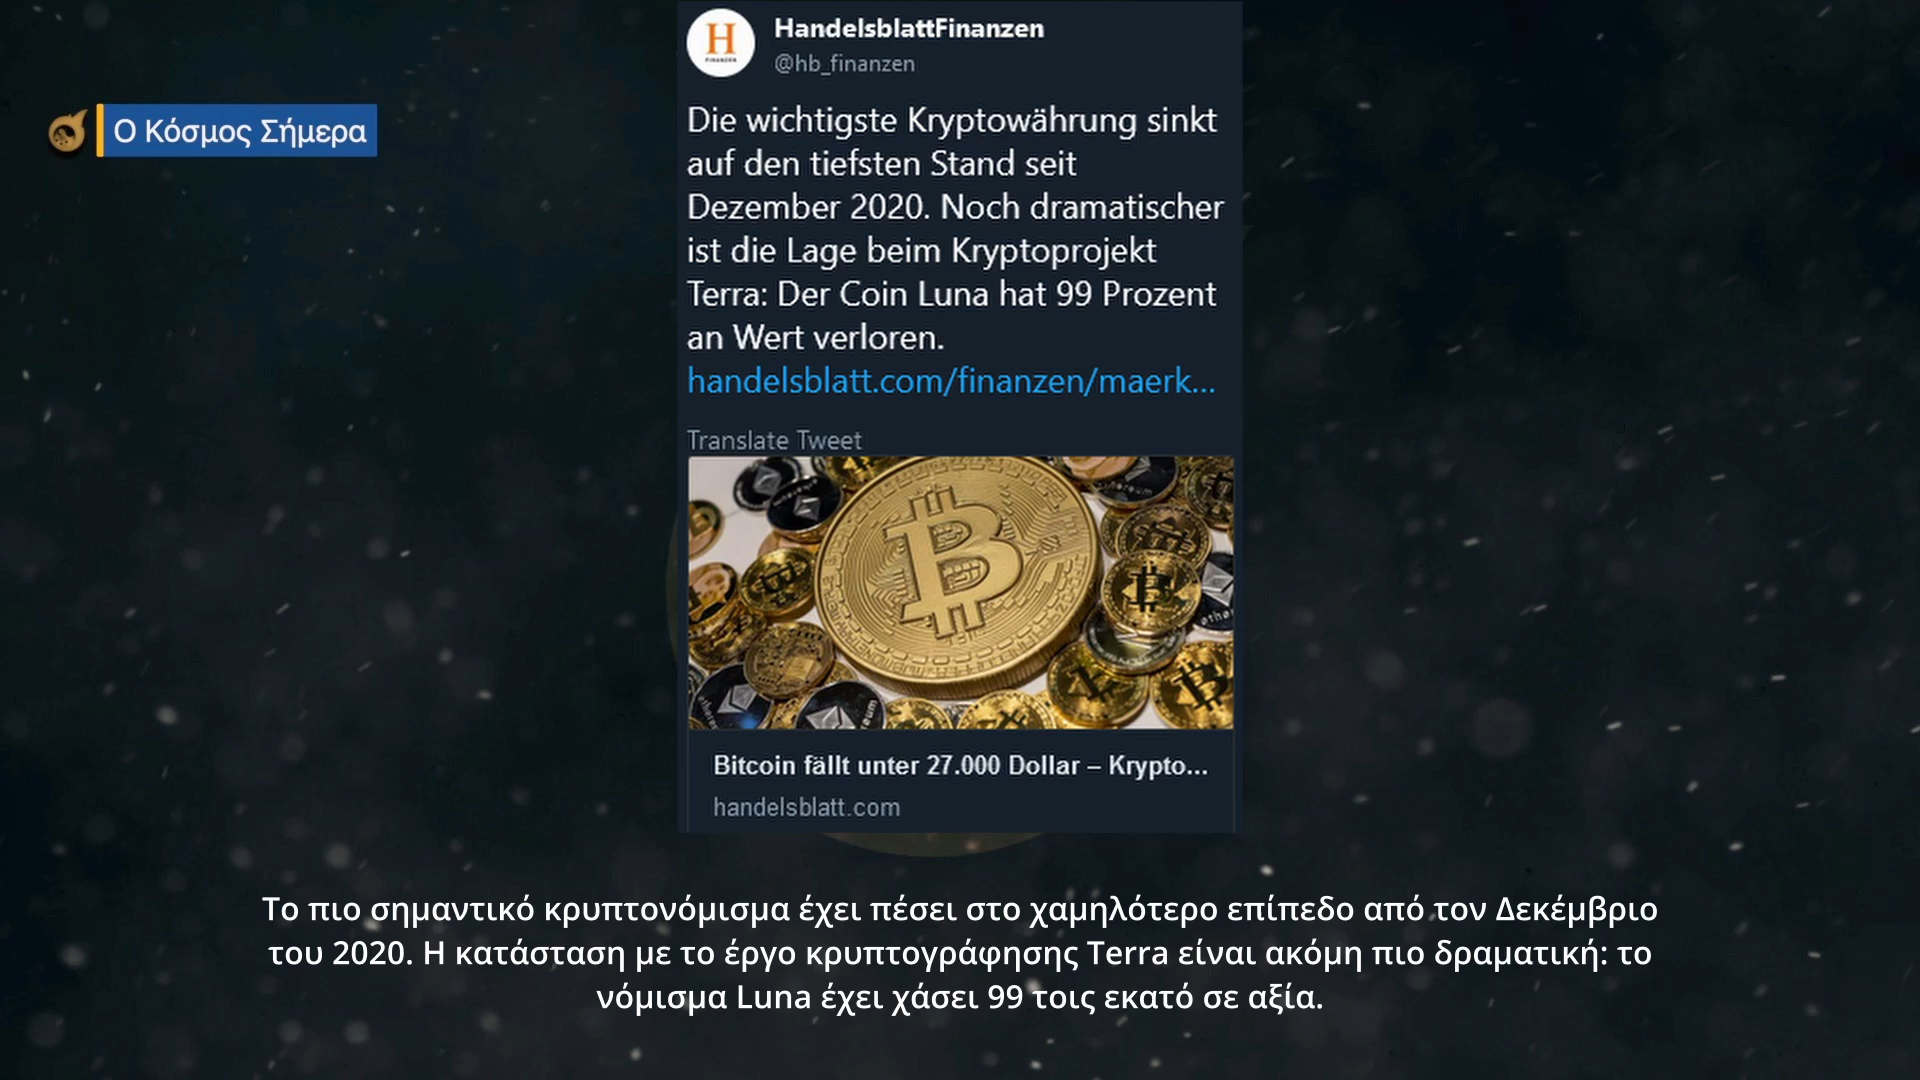 HandelsblattFinanzen
@hb_finanzen
H
FINANZEN
Ο Κόσμος Σήμερα
Die wichtigste Kryptowährung sinkt
auf den tiefsten Stand seit
Dezember 2020. Noch dramatischer
ist die Lage beim Kryptoprojekt
Terra: Der Coin Luna hat 99 Prozent
an Wert verloren.
handelsblatt.com/finanzen/maerk...
Translate Tweet
Bitcoin fällt unter 27.000 Dollar – Krypto...
handelsblatt.com
Το πιο σημαντικό κρυπτονόμισμα έχει πέσει στο χαμηλότερο επίπεδο από τον Δεκέμβριο
του 2020. Η κατάσταση με το έργο κρυπτογράφησης Terra είναι ακόμη πιο δραματική: το
νόμισμα Luna έχει χάσει 99 τοις εκατό σε αξία.